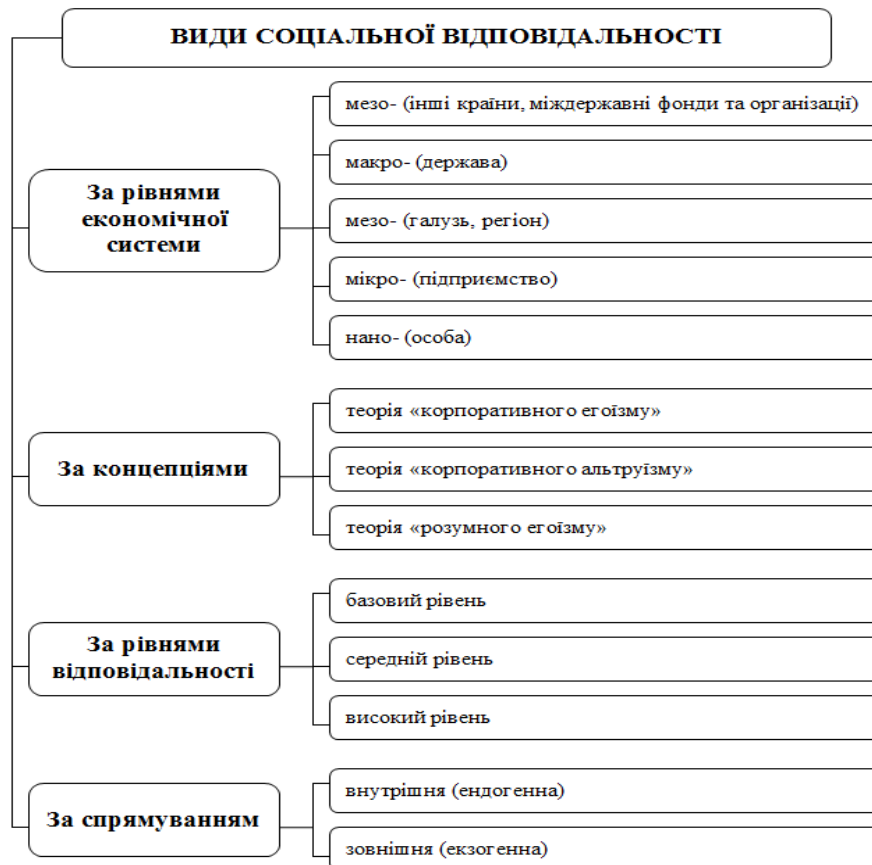 ВИДИ СОЦІАЛЬНОЇ ВІДПОВІДАЛЬНОСТІ
За рівнями
економічної
системи
мезо- (інші країни, міждержавні фонди та організації)
макро- (держава)
мезо- (галузь, регіон)
мікро- (підприємство)
нано- (особа)
За концепціями
теорія «корпоративного егоїзму»
теорія «корпоративного альтруїзму»
теорія «розумного егоїзму»
За рівнями
відповідальності
базовий рівень
середній рівень
високий рівень
За спрямуванням
внутрішня (ендогенна)
зовнішня (екзогенна)